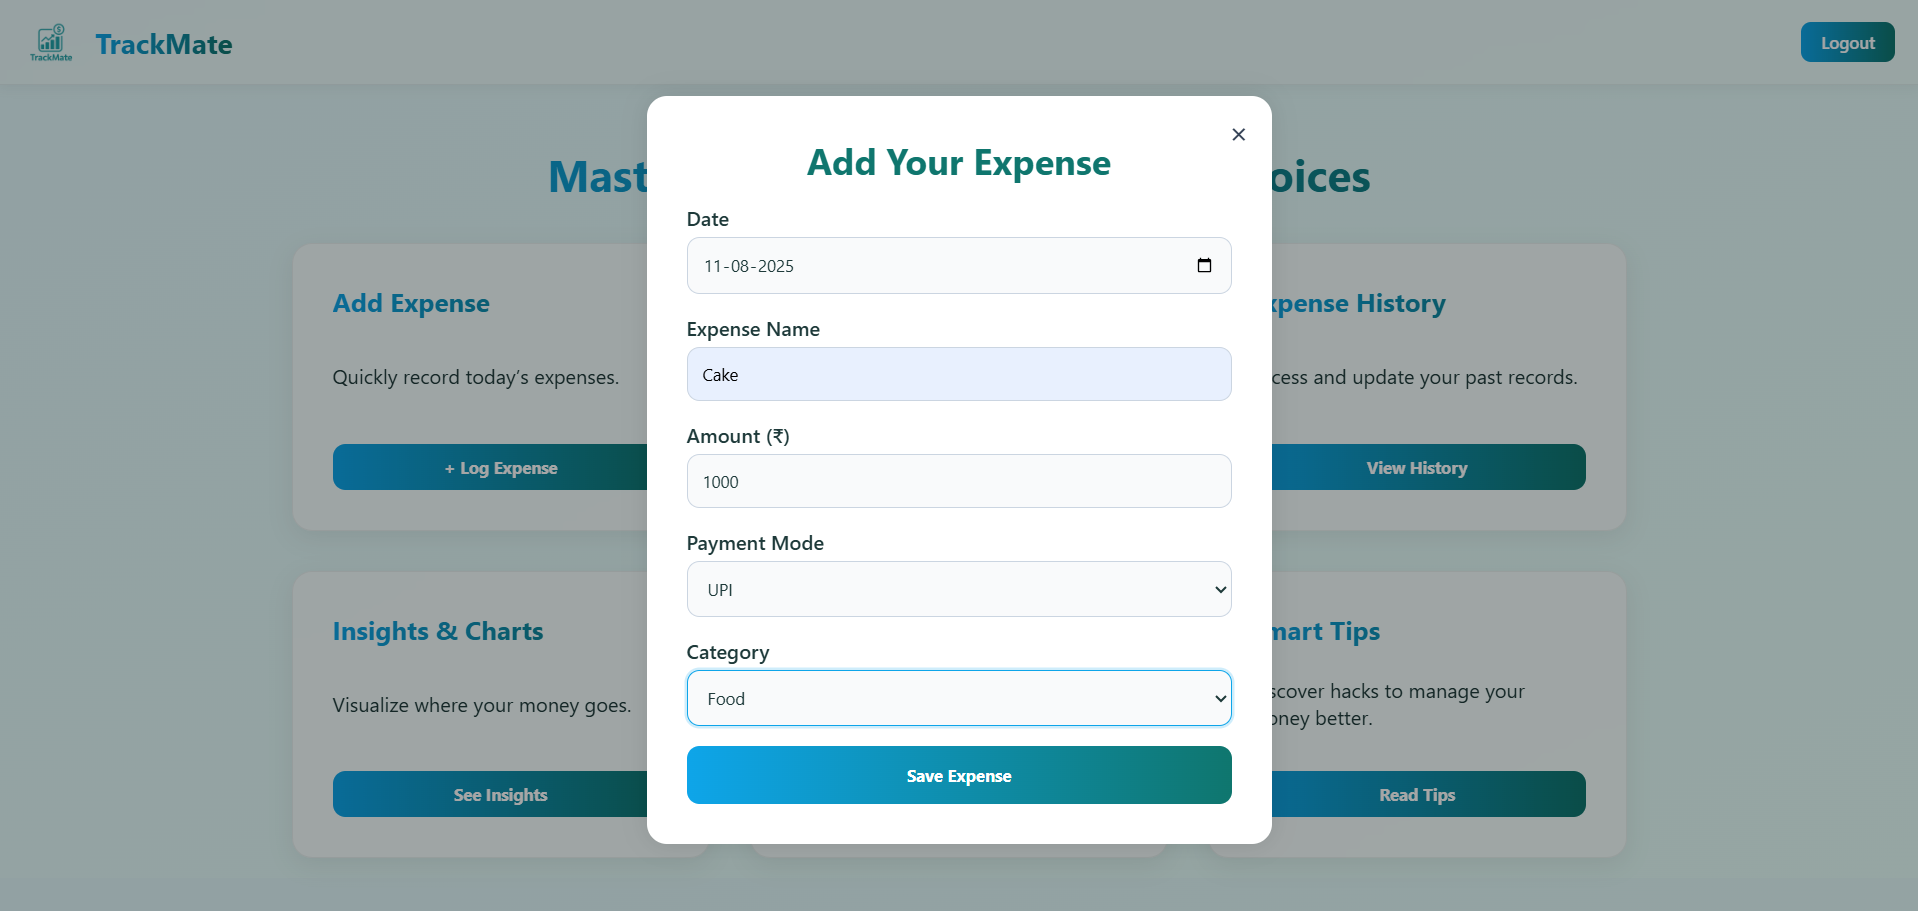 TrackMate
TrackMate
Logout
Mast
oices
Add Expense
Quickly record today’s expenses.
+ Log Expense
xpense History
cess and update your past records.
View History
Insights & Charts
Visualize where your money goes.
See Insights
mart Tips
scover hacks to manage your
oney better.
Read Tips
×
Add Your Expense
Date
11-08-2025
Expense Name
Cake
Amount (₹)
1000
Payment Mode
UPI
Category
Food
Save Expense